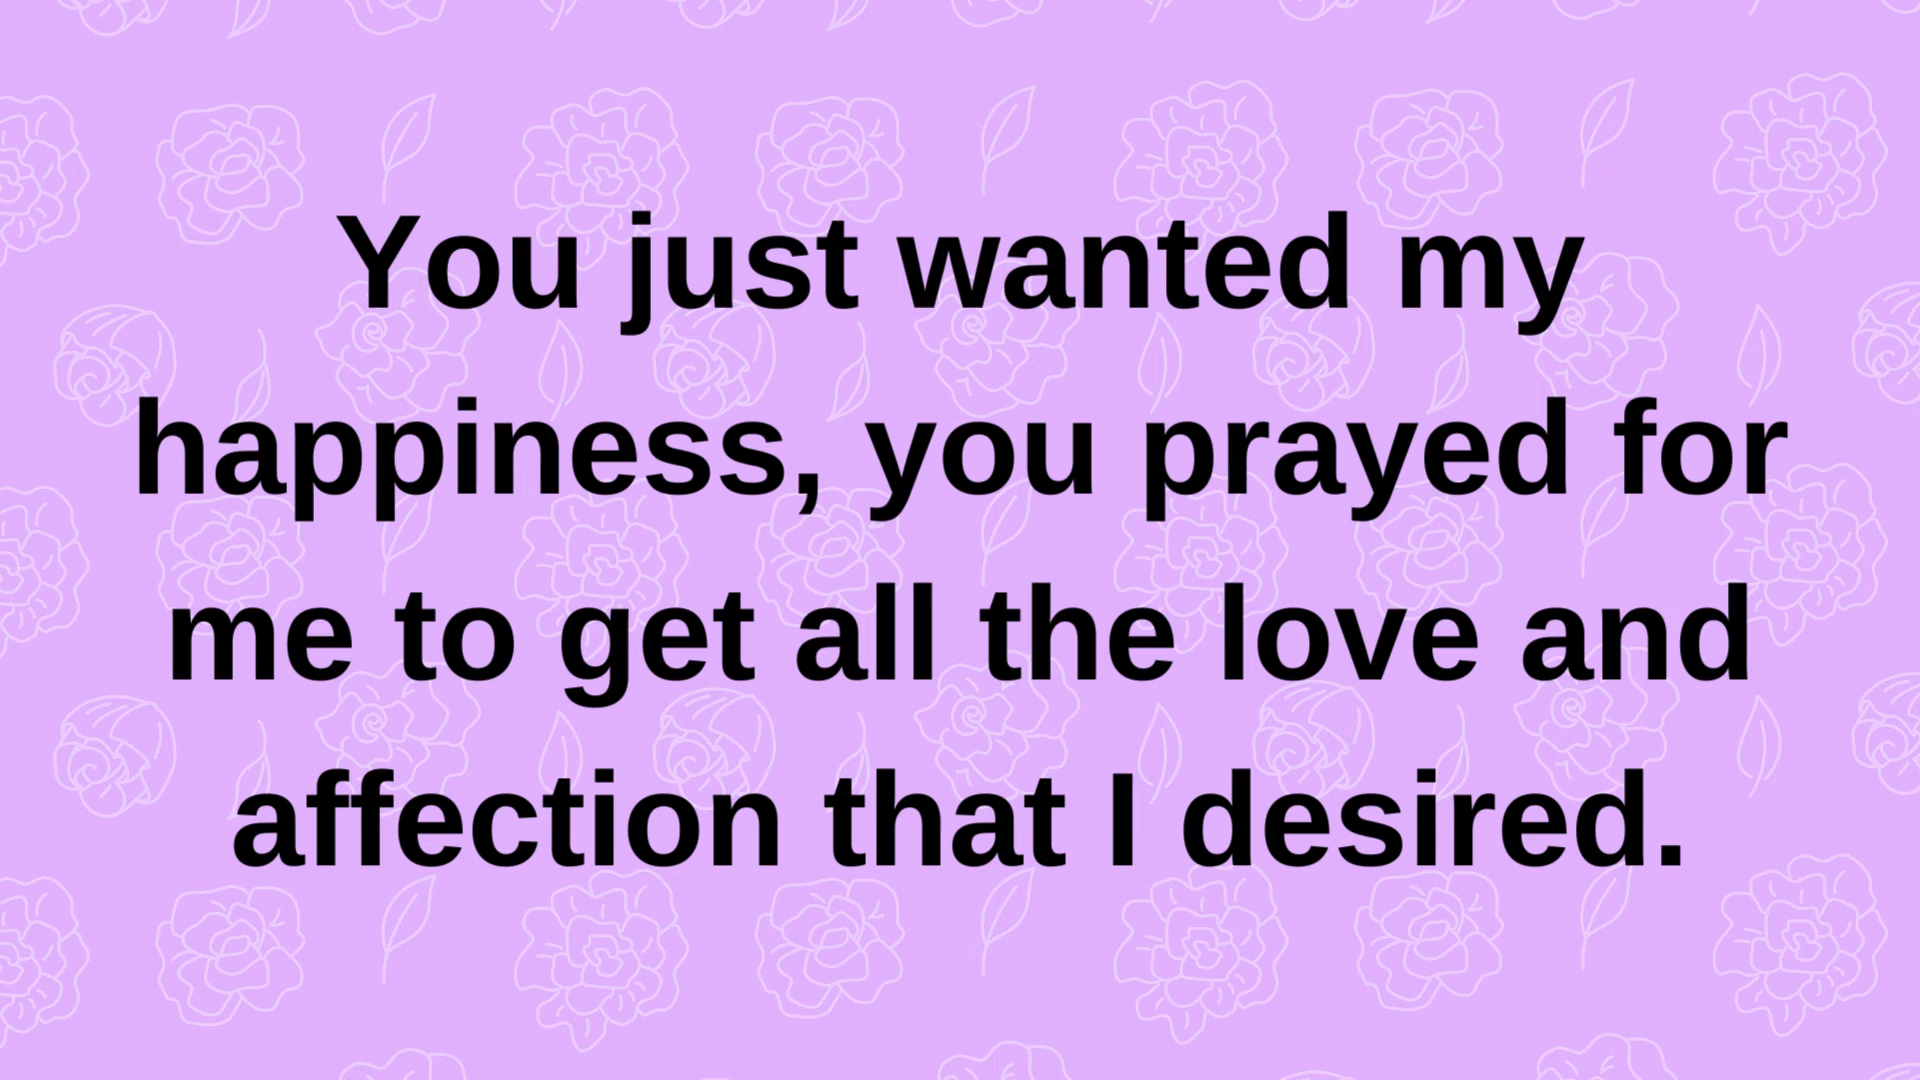 You just wanted my
happiness, you prayed for
me to get all the love and
affection that I desired.